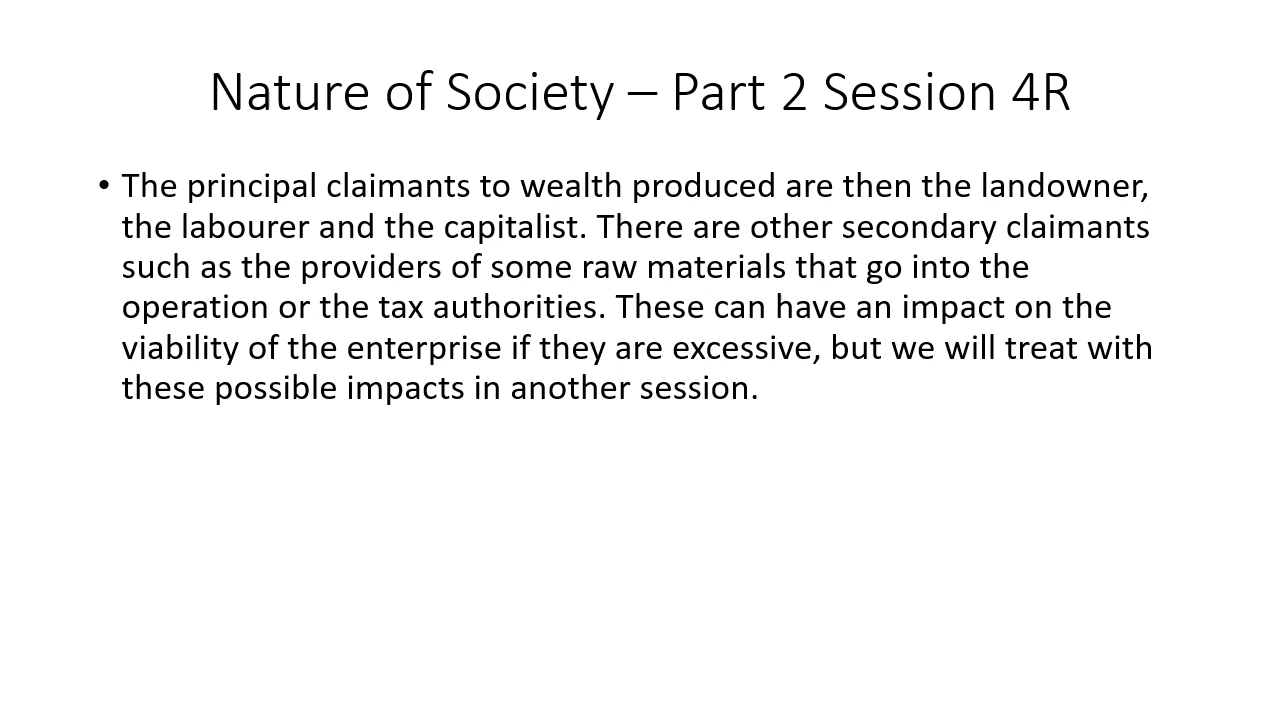 Nature of Society – Part 2 Session 4R
• The principal claimants to wealth produced are then the landowner,
the labourer and the capitalist. There are other secondary claimants
such as the providers of some raw materials that go into the
operation or the tax authorities. These can have an impact on the
viability of the enterprise if they are excessive, but we will treat with
these possible impacts in another session.